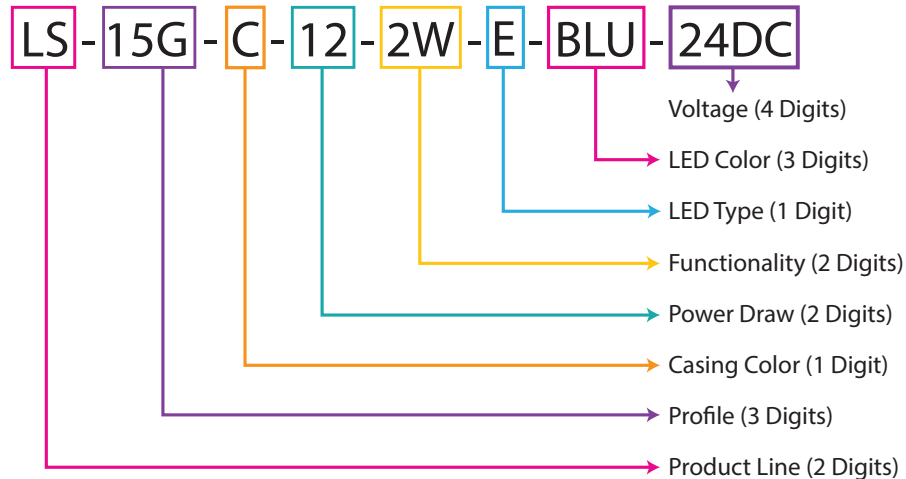 LS-15G-C-12-2W-E-BLU-24DC
Voltage (4 Digits)
LED Color (3 Digits)
LED Type (1 Digit)
Functionality (2 Digits)
Power Draw (2 Digits)
Casing Color (1 Digit)
Profile (3 Digits)
Product Line (2 Digits)